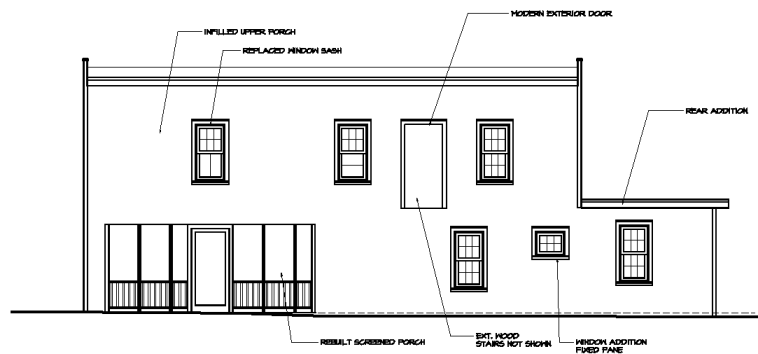 MODERN EXTERIOR DOOR
INFILLED UPPER PORCH
REPLACED WINDOW SASH
REAR ADDITION
REBUILT SCREENED PORCH
EXT. WOOD
STAIRS NOT SHOWN
WINDOW ADDITION
FIXED PANE